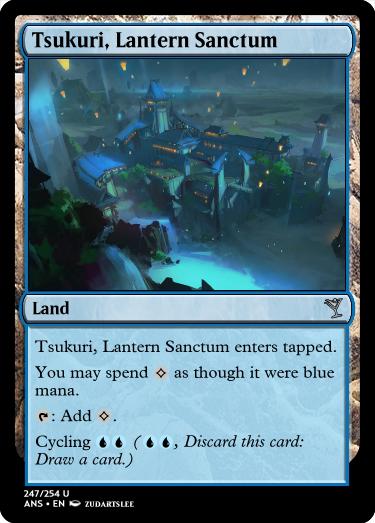 Tsukuri, Lantern Sanctum
Land
Tsukuri, Lantern Sanctum enters tapped.
You may spend as though it were blue
mana.
: Add .
Cycling ( , Discard this card:
Draw a card.)
247/254 U
ANS • EN ZUDARTSLEE